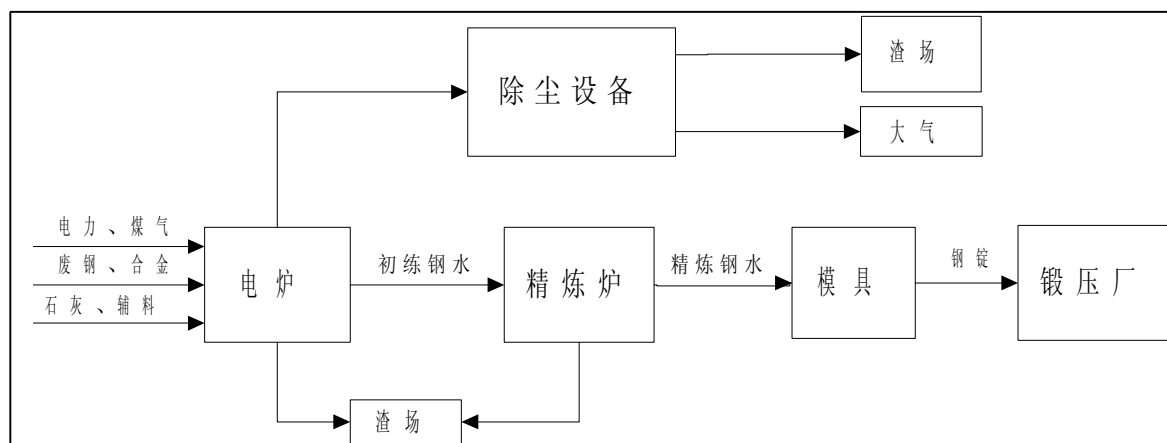 渣场
除尘设备
大气
电力、煤气
废钢、合金
石灰、辅料
电炉
初练钢水
精炼炉
精炼钢水
模具
钢锭
锻压厂
渣场